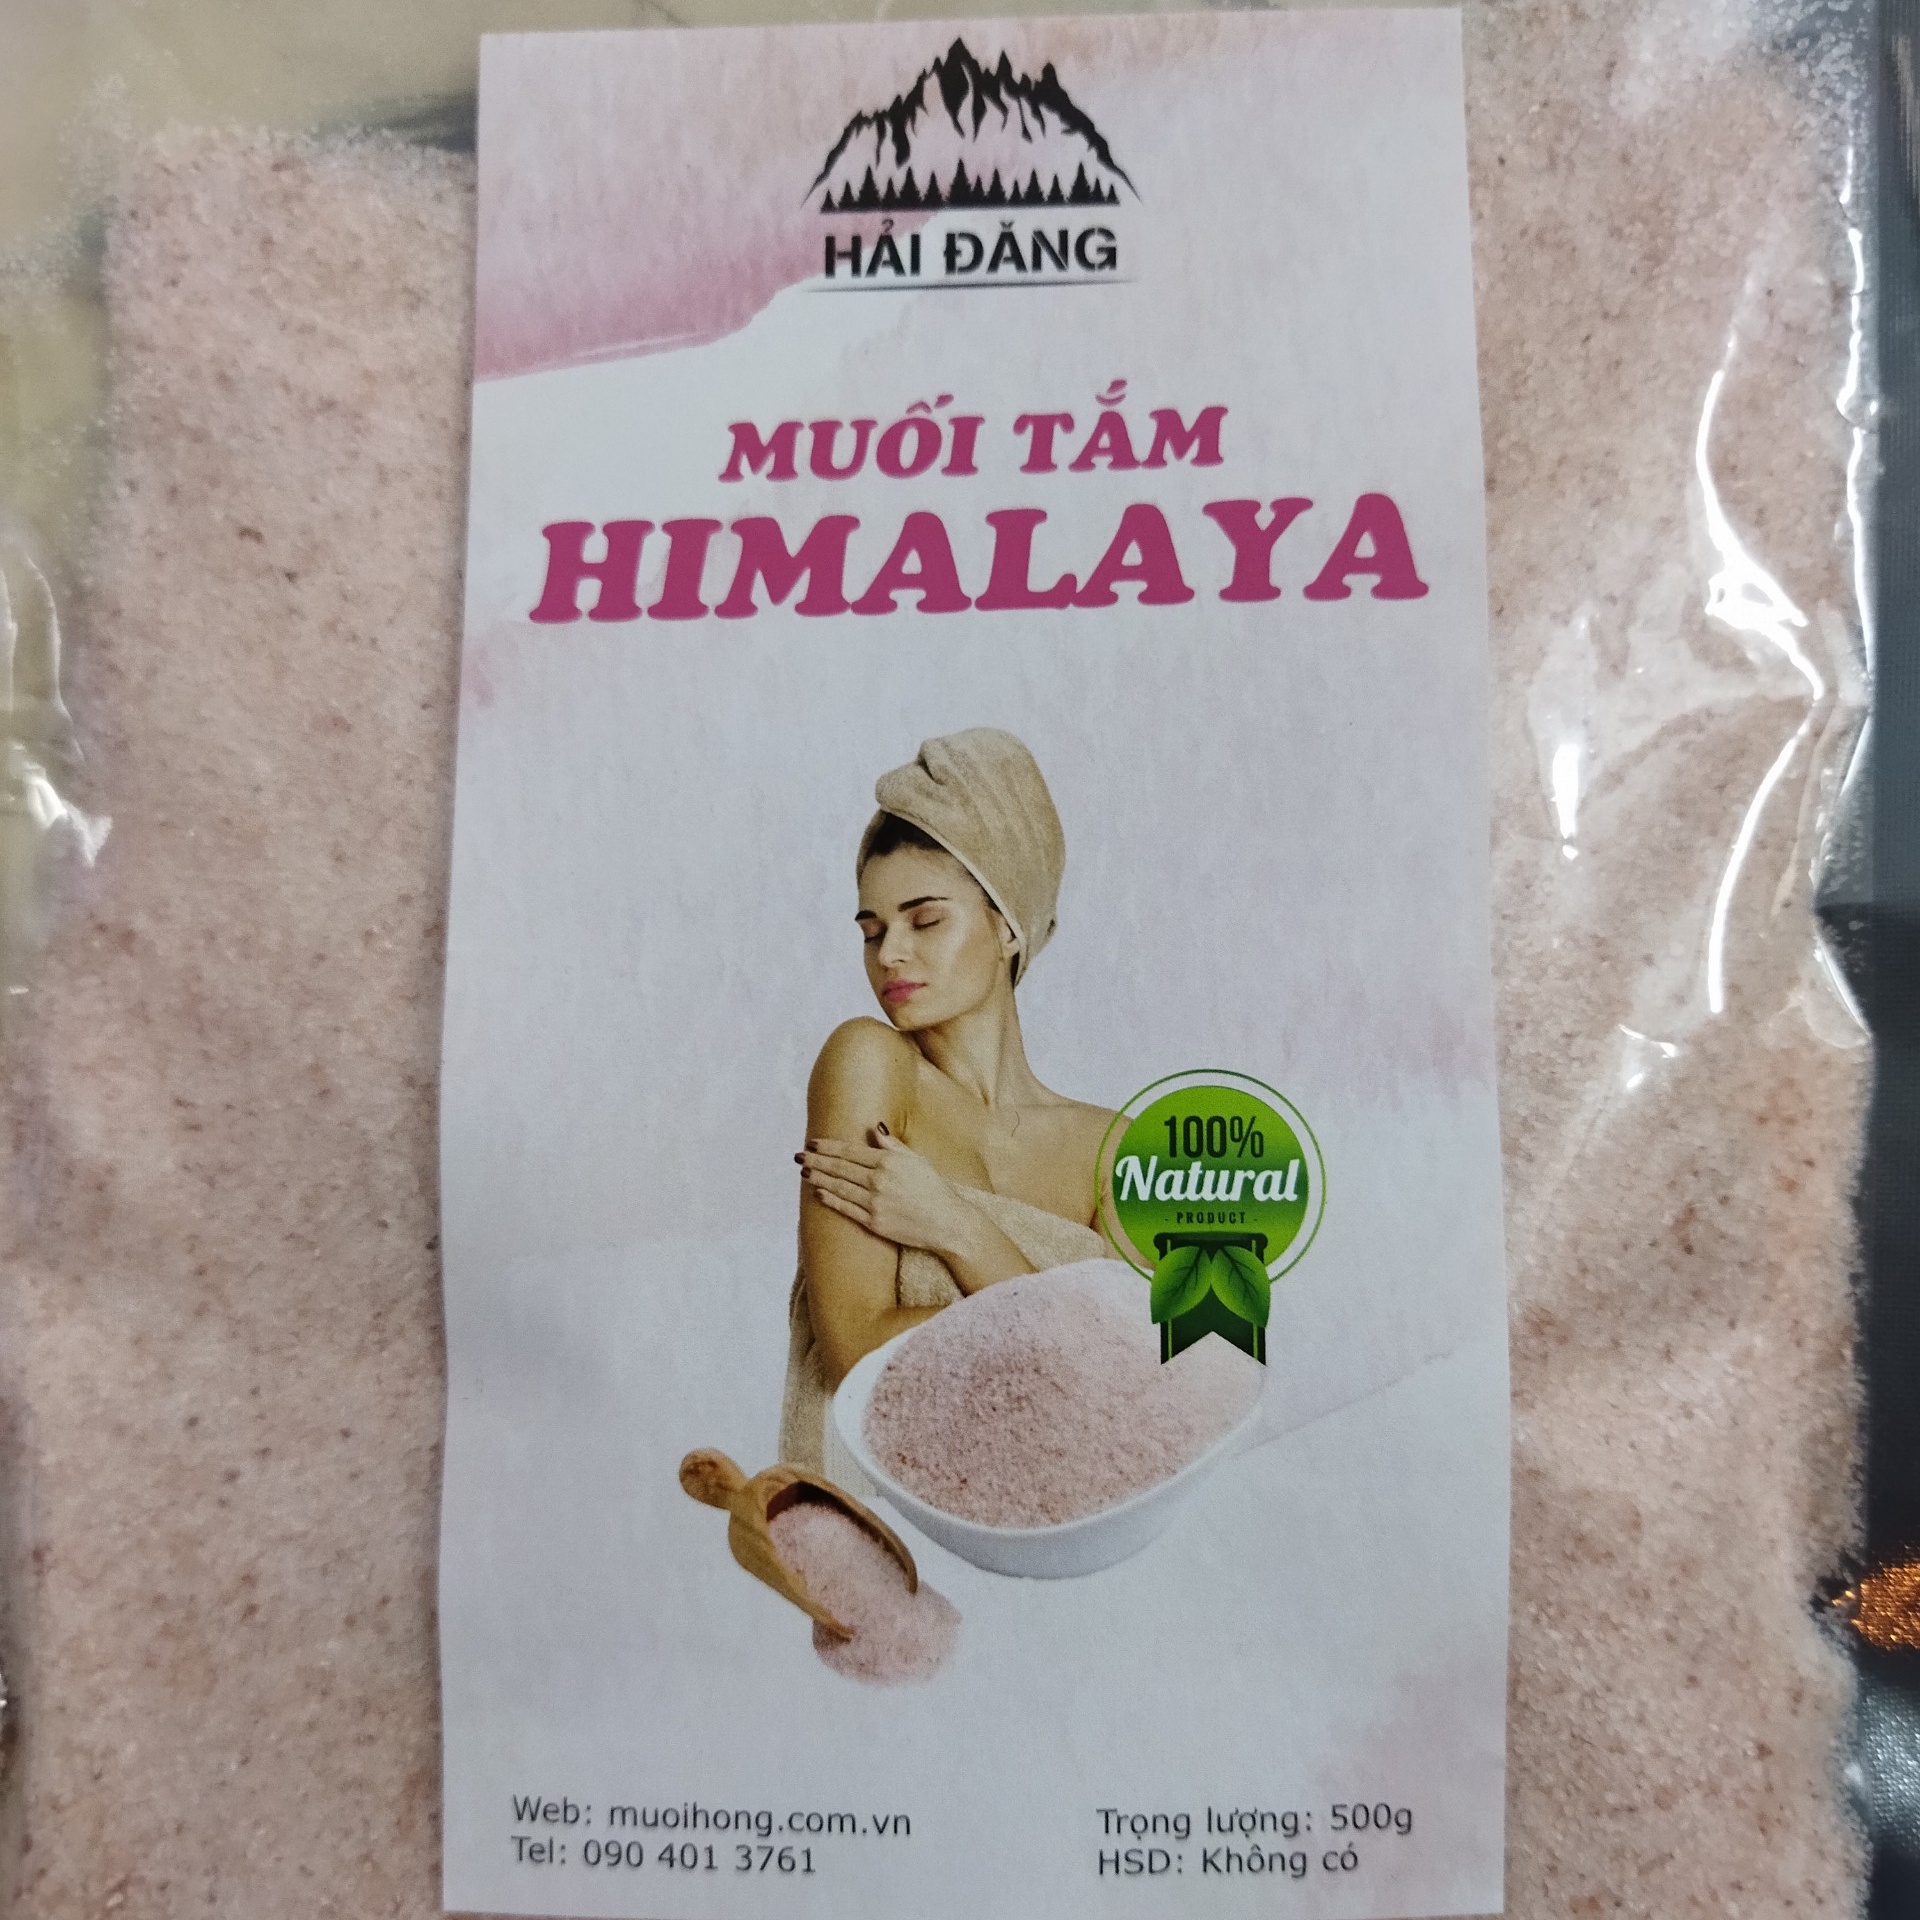 HẢI ĐĂNG
MUỐI TẮM
HIMALAYA
100%
Natural
- PRODUCT -
Web: muoihong.com.vn
Tel: 090 401 3761
Trọng lượng: 500g
HSD: Không có